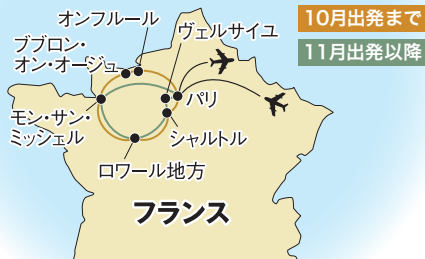 10月出発まで
11月出発以降
オンフルール
ブブロン・
オン・オージュ
ヴェルサイユ
パリ
モン・サン・
ミッシェル
シャルトル
ロワール地方
フランス